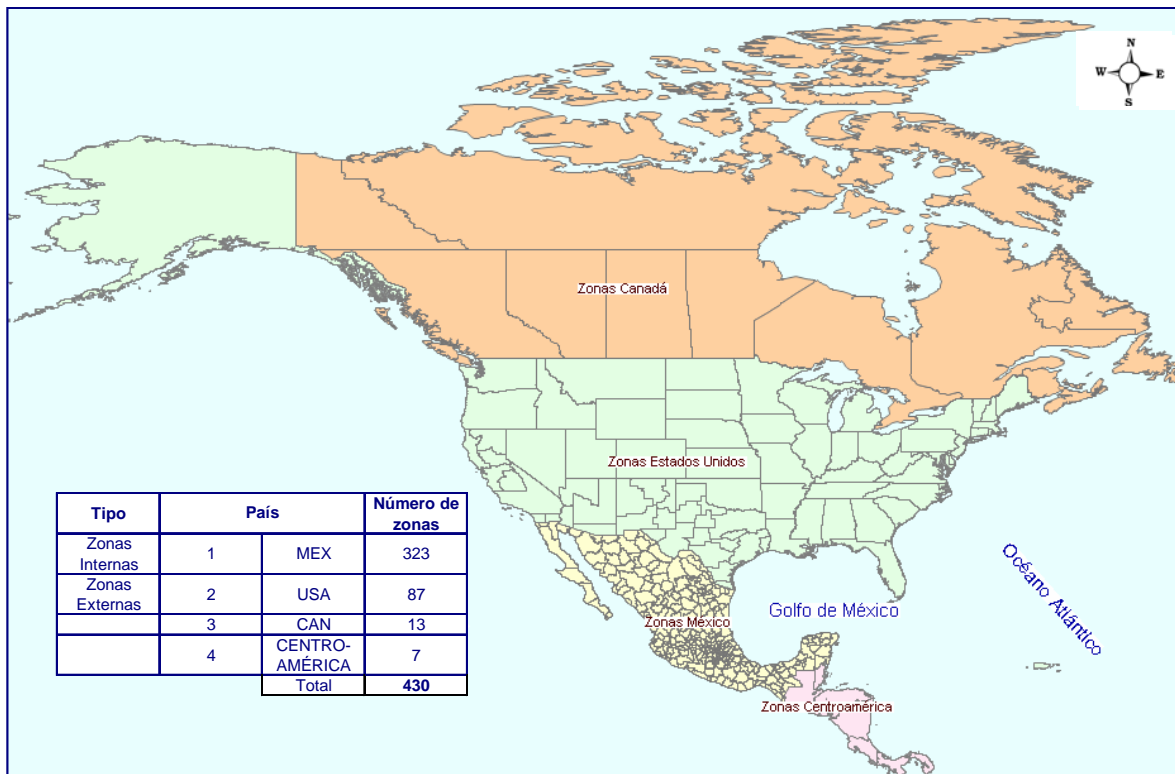 N
W E
S
Zonas Canadá
Zonas Estados Unidos
Tipo País Número de
zonas
Zonas
Internas 1 MEX 323
Zonas
Externas 2 USA 87
3 CAN 13
4 CENTRO-
AMÉRICA 7
Total 430
Océano Atlántico
Golfo de México
Zonas México
Zonas Centroamérica